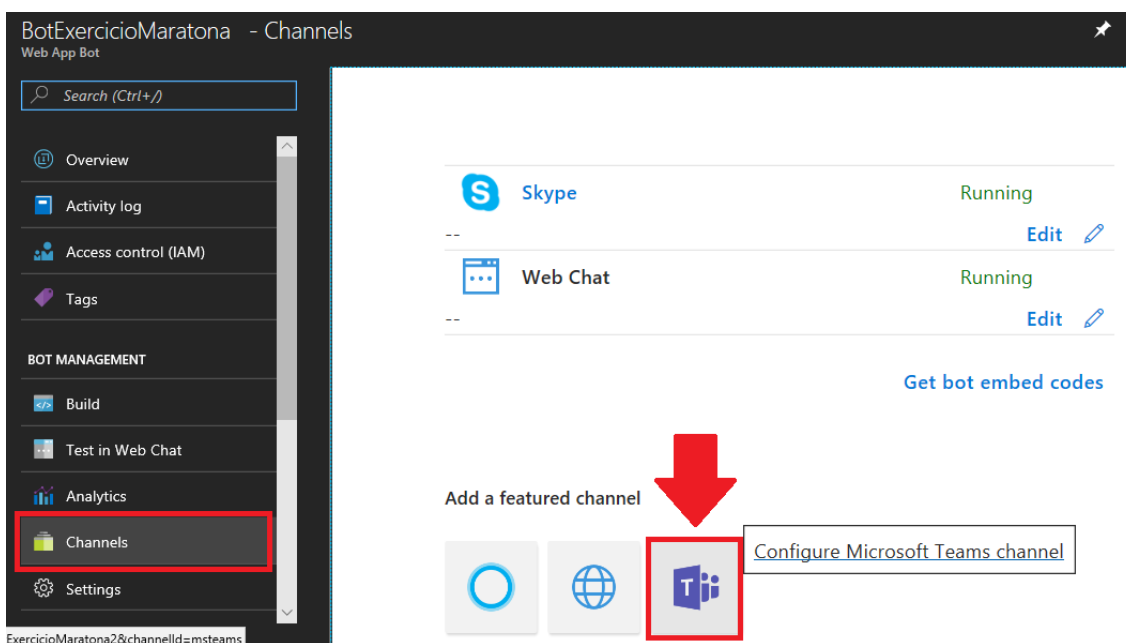 BotExercicioMaratona - Channels
Web App Bot
Search (Ctrl+/)
Overview
Activity log
Access control (IAM)
Tags
BOT MANAGEMENT
Build
Test in Web Chat
Analytics
Channels
Settings
ExercicioMaratona2&channelId=msteams
S Skype Running
-- Edit
Web Chat Running
-- Edit
Get bot embed codes
Add a featured channel
T
Configure Microsoft Teams channel